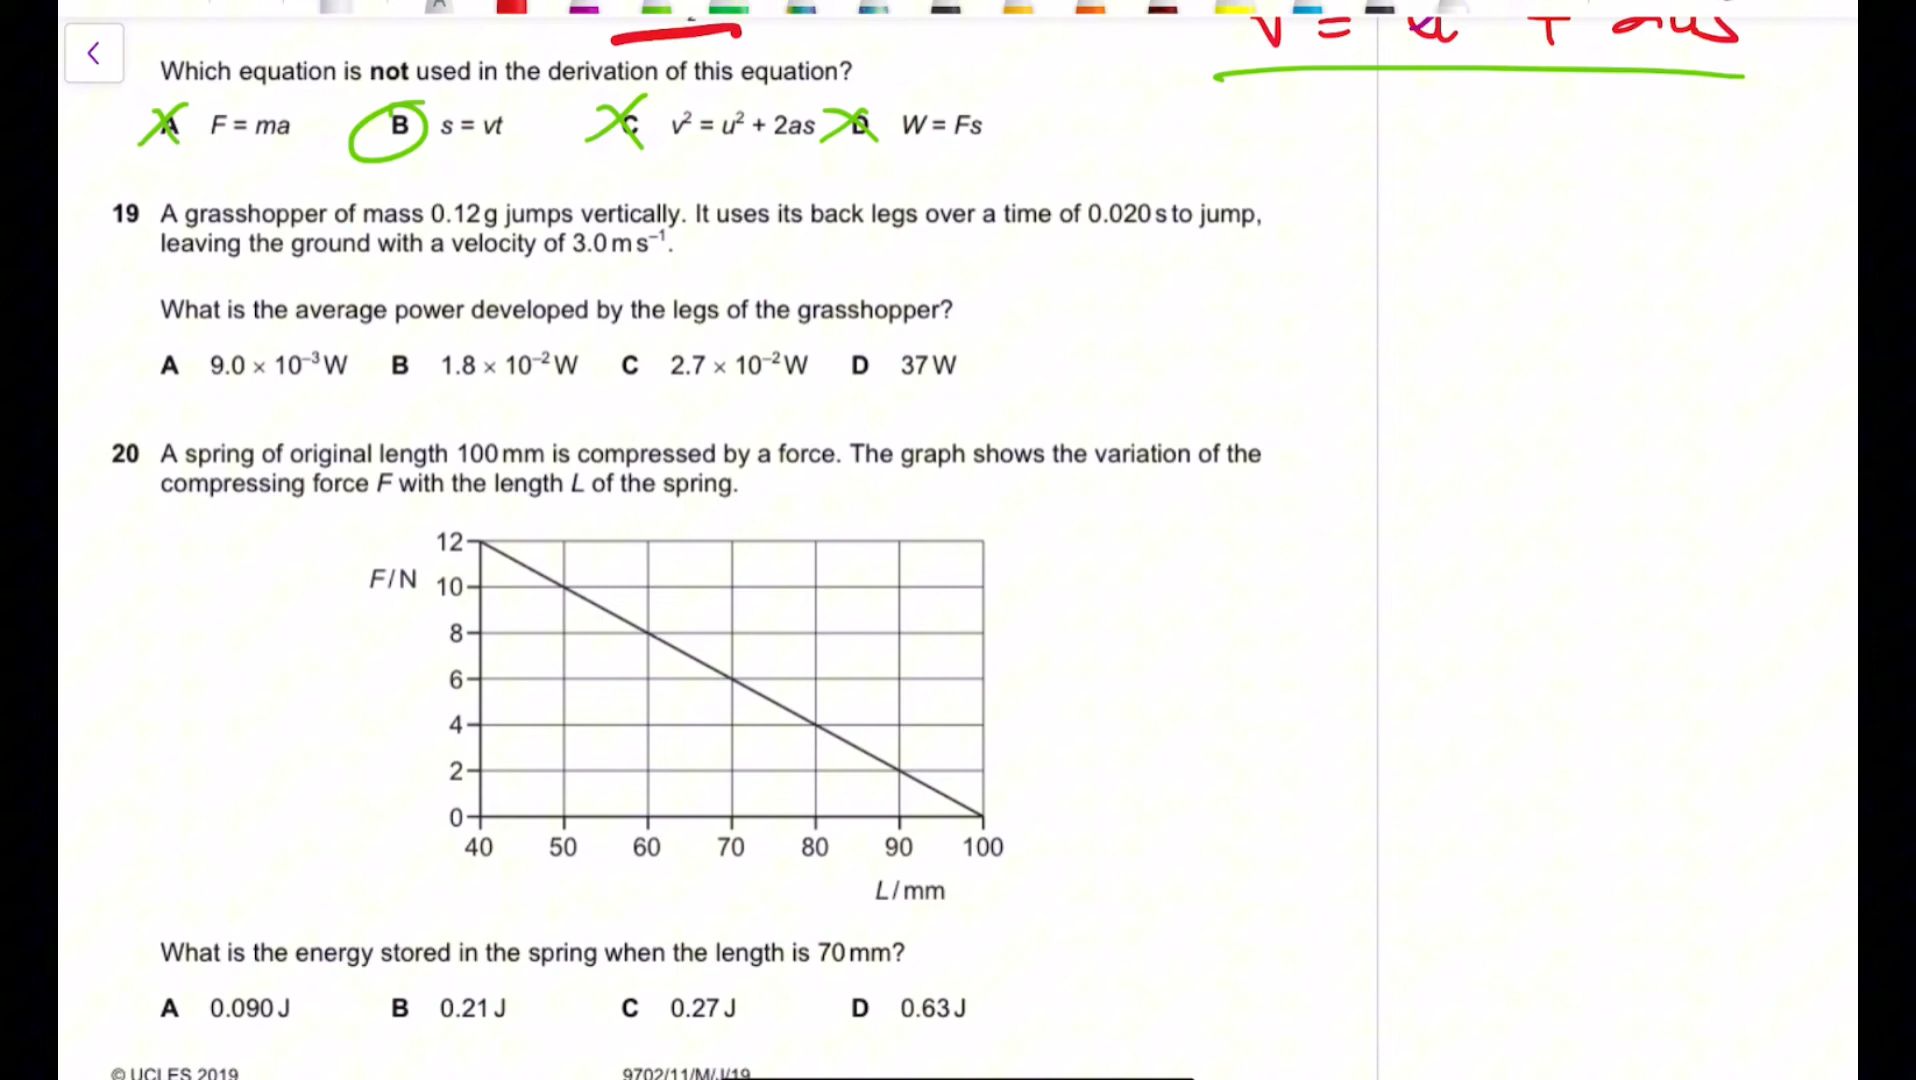 v = u + 2as
Which equation is not used in the derivation of this equation?
A F = ma B s = vt C v² = u² + 2as D W = Fs
19 A grasshopper of mass 0.12 g jumps vertically. It uses its back legs over a time of 0.020 s to jump,
leaving the ground with a velocity of 3.0 m s⁻¹.
What is the average power developed by the legs of the grasshopper?
A 9.0 × 10⁻³ W B 1.8 × 10⁻² W C 2.7 × 10⁻² W D 37 W
20 A spring of original length 100 mm is compressed by a force. The graph shows the variation of the
compressing force F with the length L of the spring.
12
F/N 10
8
6
4
2
0
40 50 60 70 80 90 100
L/mm
What is the energy stored in the spring when the length is 70 mm?
A 0.090 J B 0.21 J C 0.27 J D 0.63 J
© UCLES 2019 9702/11/M/J/19